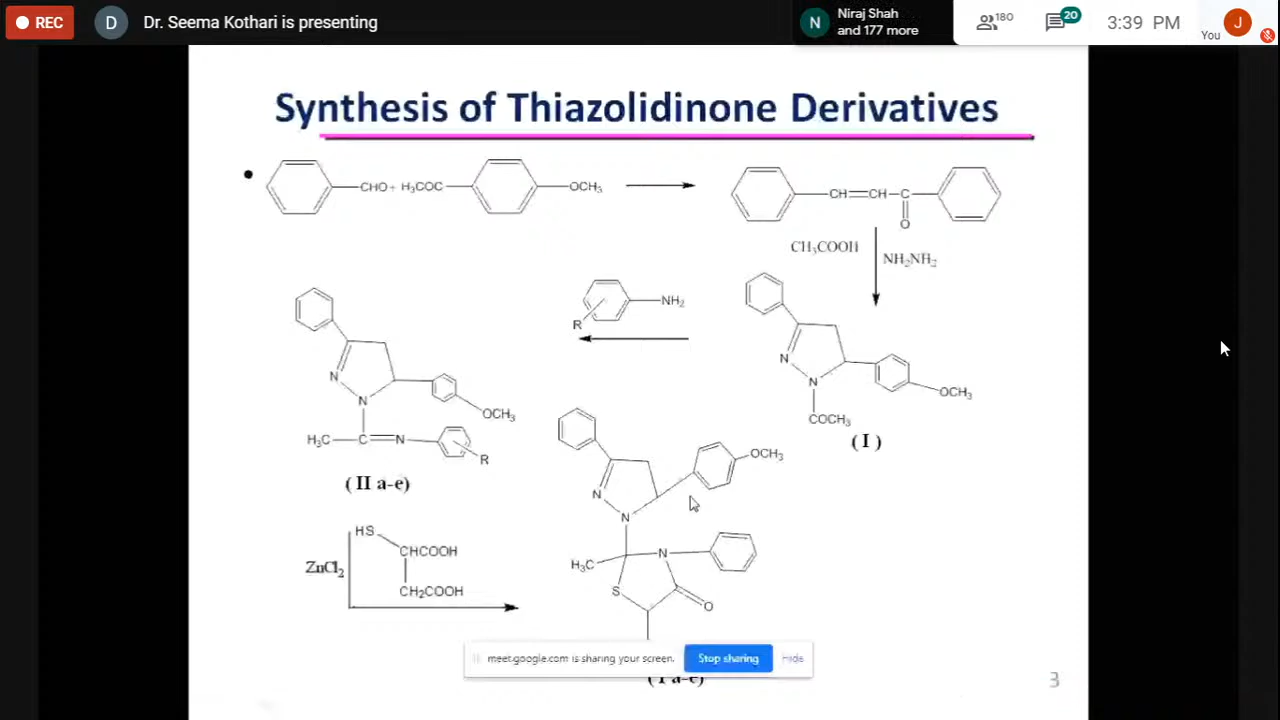 REC
D
Dr. Seema Kothari is presenting
N
Niraj Shah
and 177 more
180
20
3:39 PM
You
J
Synthesis of Thiazolidinone Derivatives
CHO + H₃COC
OCH₃
CH
CH
C
O
CH₃COOH
NH₂NH₂
NH₂
R
N
N
OCH₃
COCH₃
( I )
N
N
OCH₃
H₃C
C
N
R
( II a-e)
N
N
OCH₃
H₃C
N
S
O
HS
CHCOOH
ZnCl₂
CH₂COOH
meet.google.com is sharing your screen.
Stop sharing
Hide
3